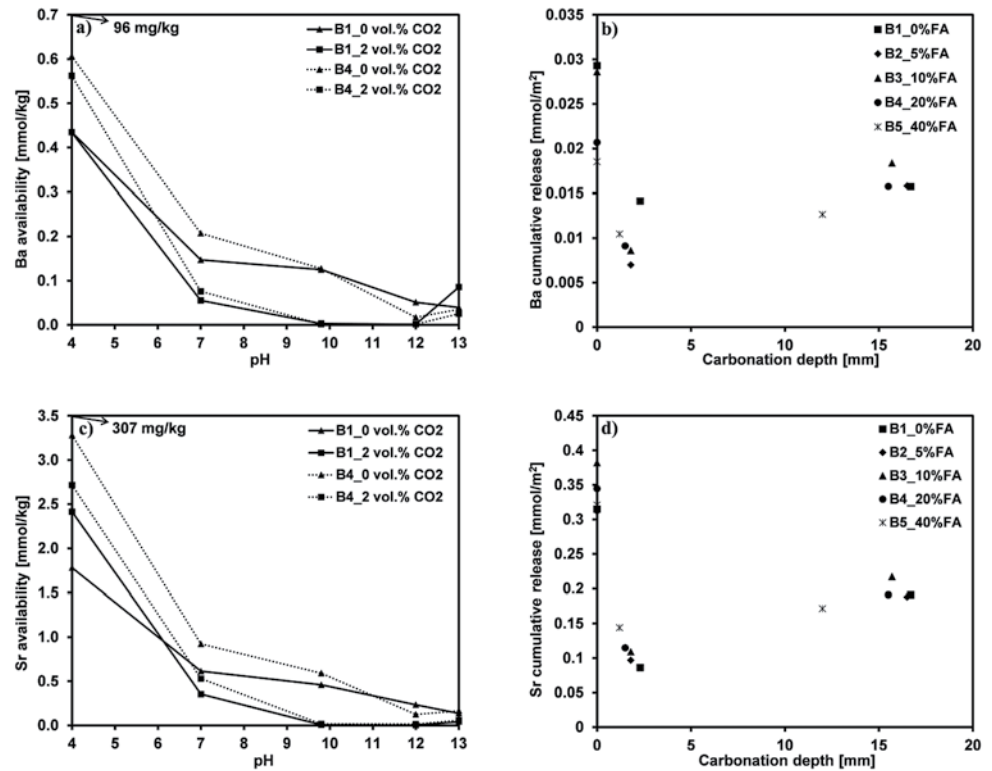 a)
96 mg/kg
B1_0 vol.% CO2
B1_2 vol.% CO2
B4_0 vol.% CO2
B4_2 vol.% CO2
Ba availability [mmol/kg]
0.7
0.6
0.5
0.4
0.3
0.2
0.1
0.0
4 5 6 7 8 9 10 11 12 13
pH
b)
B1_0%FA
B2_5%FA
B3_10%FA
B4_20%FA
B5_40%FA
Ba cumulative release [mmol/m²]
0.035
0.03
0.025
0.02
0.015
0.01
0.005
0
0 5 10 15 20
Carbonation depth [mm]
c)
307 mg/kg
B1_0 vol.% CO2
B1_2 vol.% CO2
B4_0 vol.% CO2
B4_2 vol.% CO2
Sr availability [mmol/kg]
3.5
3.0
2.5
2.0
1.5
1.0
0.5
0.0
4 5 6 7 8 9 10 11 12 13
pH
d)
B1_0%FA
B2_5%FA
B3_10%FA
B4_20%FA
B5_40%FA
Sr cumulative release [mmol/m²]
0.45
0.4
0.35
0.3
0.25
0.2
0.15
0.1
0.05
0
0 5 10 15 20
Carbonation depth [mm]